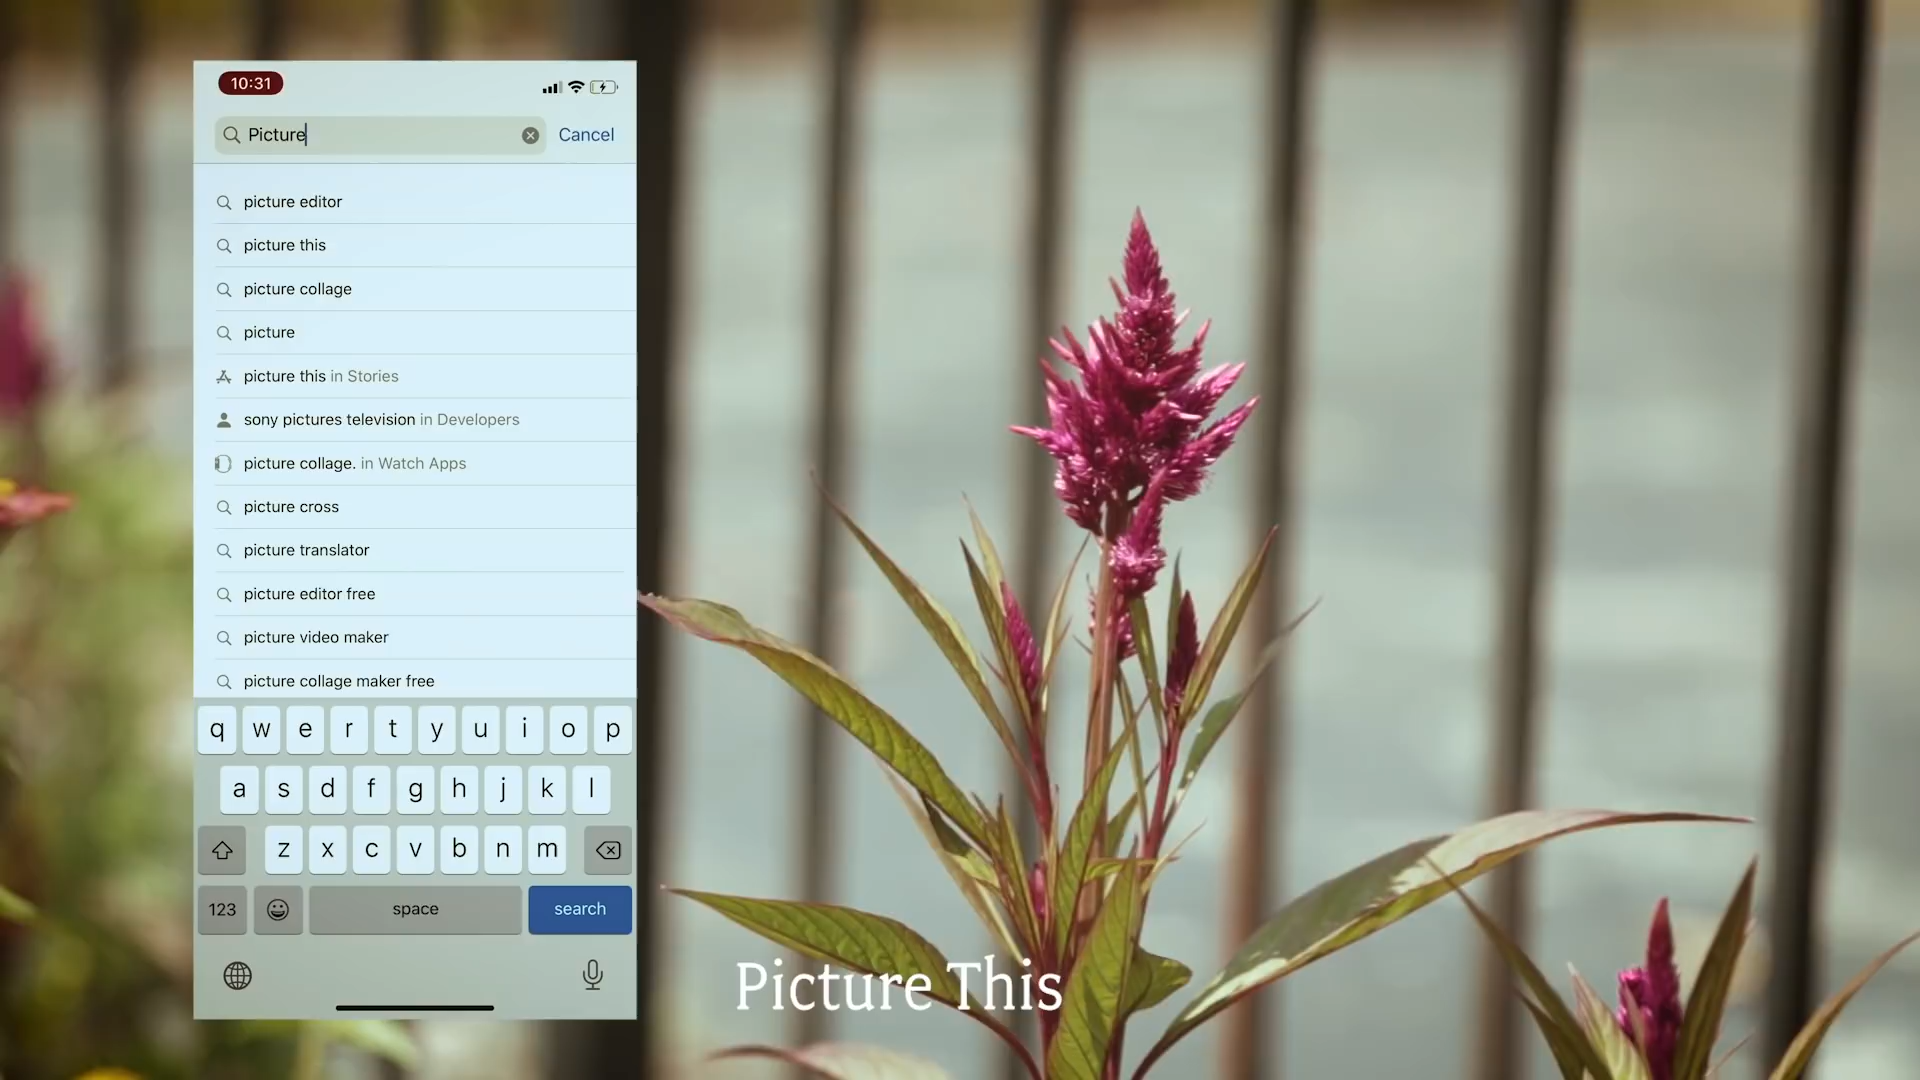 10:31
Picture
Cancel
picture editor
picture this
picture collage
picture
picture this in Stories
sony pictures television in Developers
picture collage. in Watch Apps
picture cross
picture translator
picture editor free
picture video maker
picture collage maker free
q w e r t y u i o p
a s d f g h j k l
z x c v b n m
123
space
search
Picture This